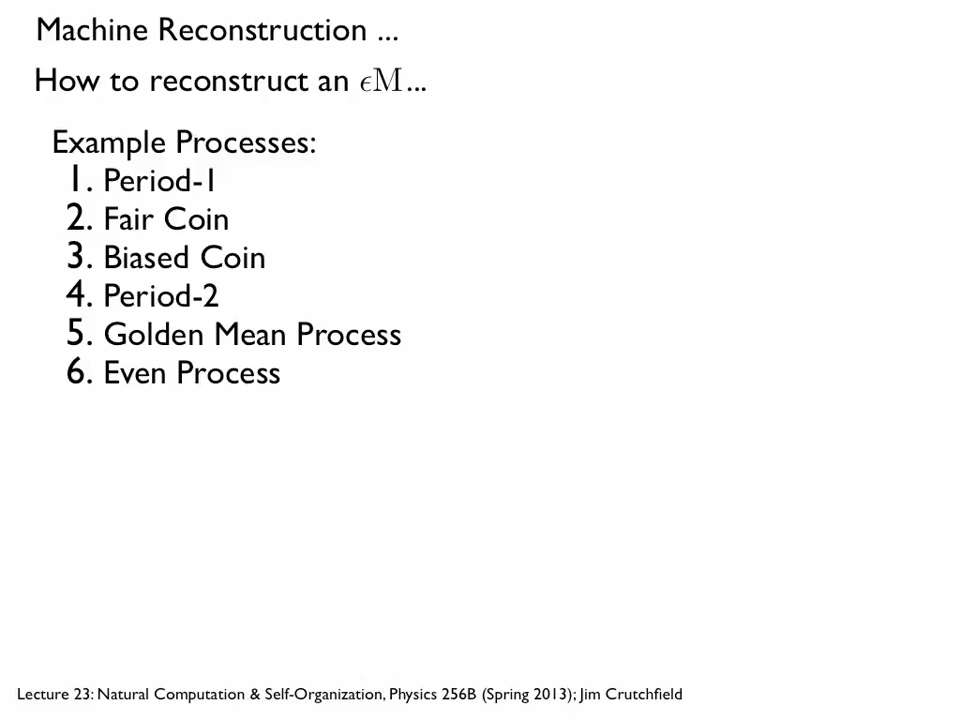 Machine Reconstruction ...
How to reconstruct an ϵM...
Example Processes:
1. Period-1
2. Fair Coin
3. Biased Coin
4. Period-2
5. Golden Mean Process
6. Even Process
Lecture 23: Natural Computation & Self-Organization, Physics 256B (Spring 2013); Jim Crutchfield